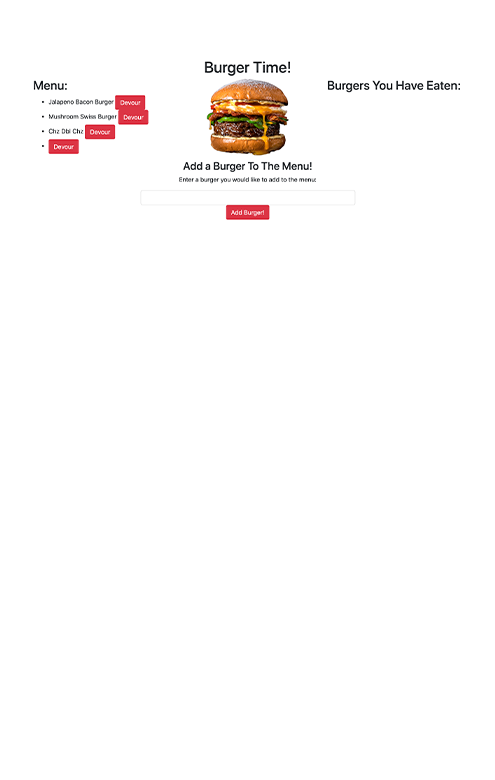 Burger Time!
Menu:
Jalapeno Bacon Burger Devour
Mushroom Swiss Burger Devour
Chz Dbl Chz Devour
Devour
Add a Burger To The Menu!
Enter a burger you would like to add to the menu:
Add Burger!
Burgers You Have Eaten: